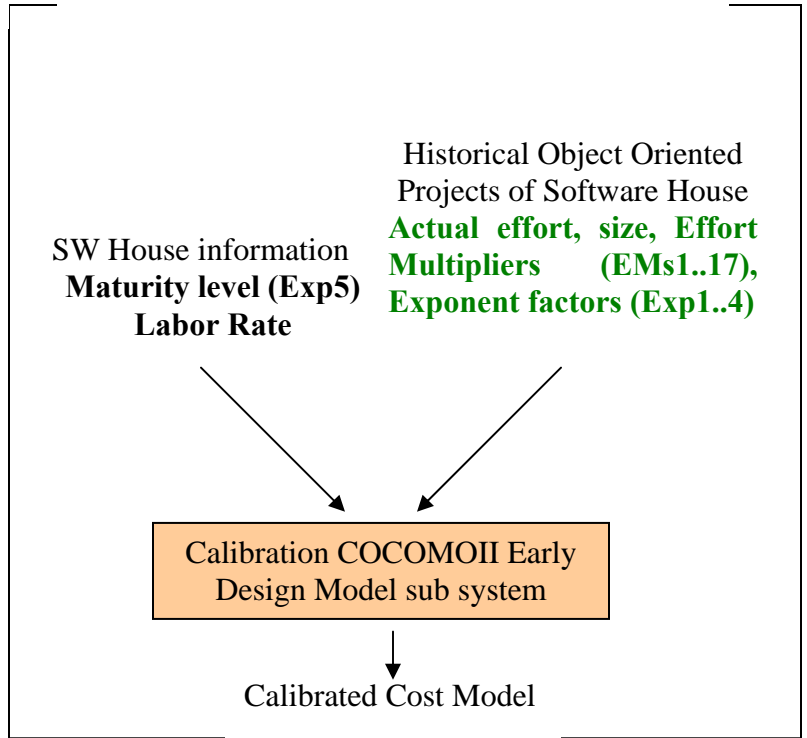 Historical Object Oriented
Projects of Software House
Actual effort, size, Effort
Multipliers (EMs1..17),
Exponent factors (Exp1..4)
SW House information
Maturity level (Exp5)
Labor Rate
Calibration COCOMOII Early
Design Model sub system
Calibrated Cost Model